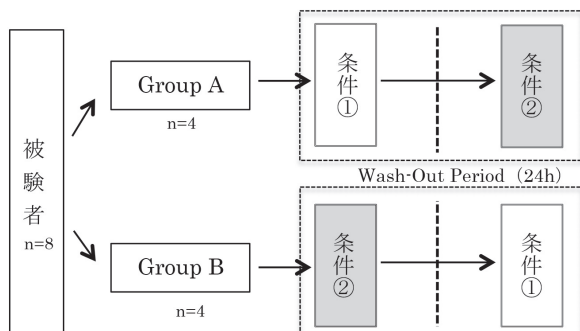 被験者
n=8
Group A
n=4
条件①
条件②
Wash-Out Period (24h)
Group B
n=4
条件②
条件①